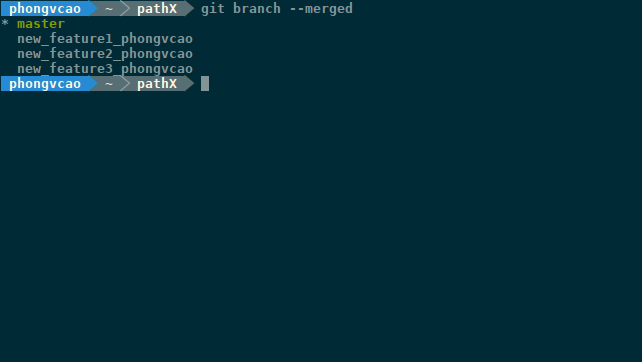 phongvcao ~ pathX git branch --merged
* master
new_feature1_phongvcao
new_feature2_phongvcao
new_feature3_phongvcao
phongvcao ~ pathX